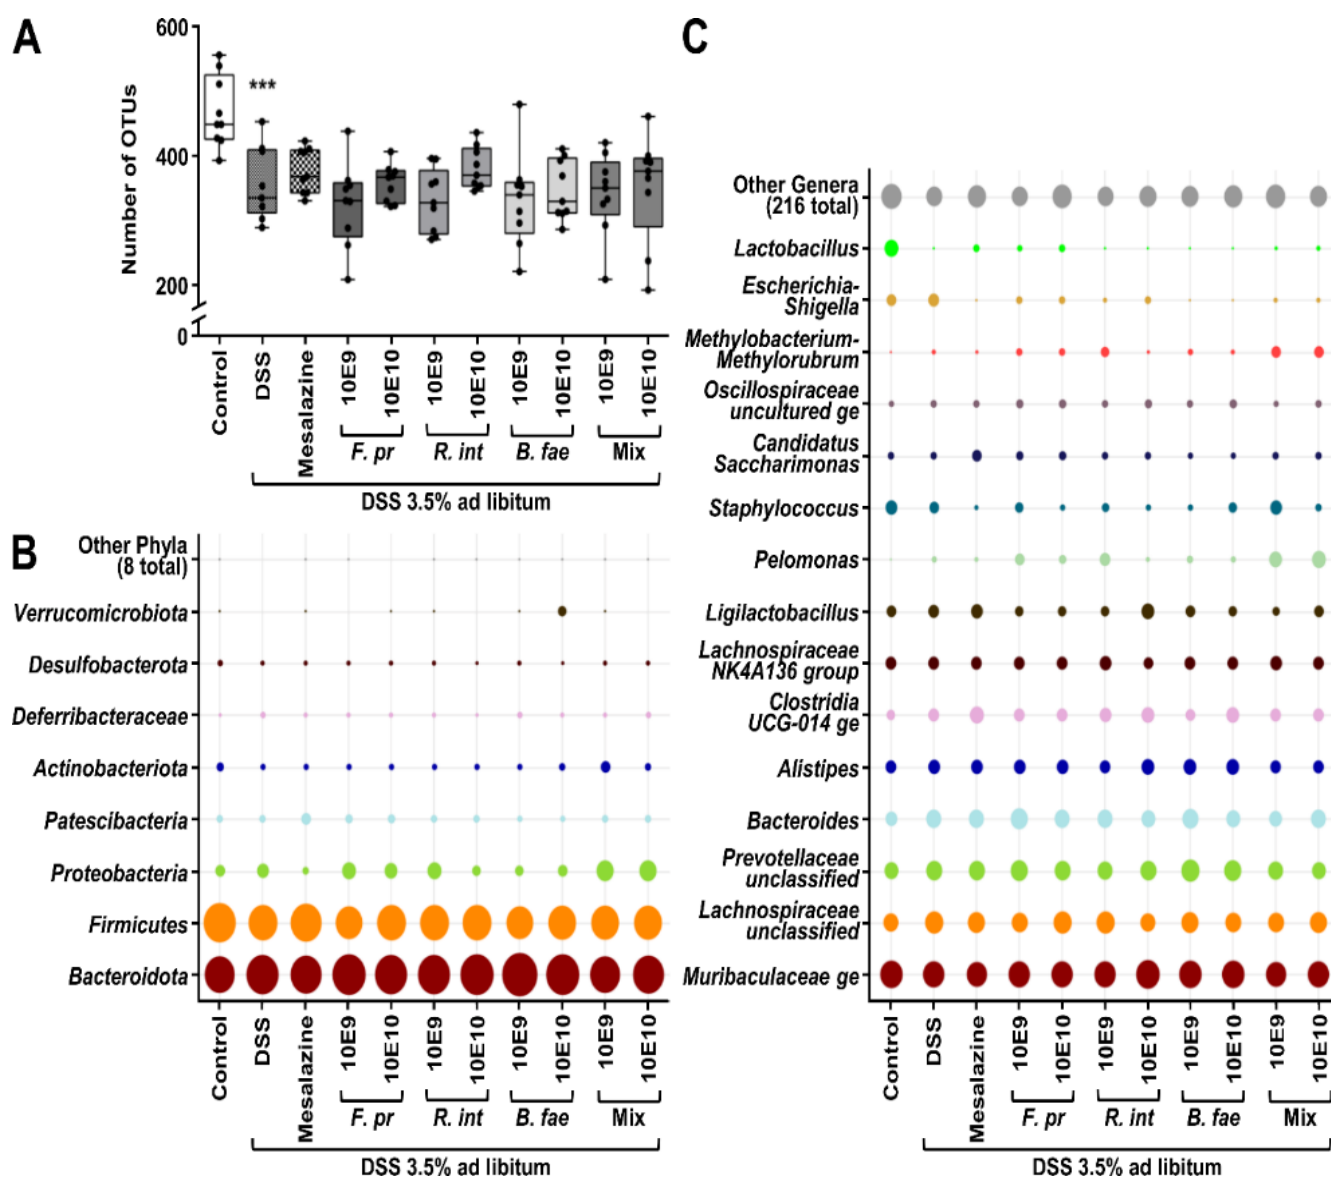 A
Number of OTUs
600
400
200
0
***
Control
DSS
Mesalazine
10E9
10E10
10E9
10E10
10E9
10E10
10E9
10E10
F. pr
R. int
B. fae
Mix
DSS 3.5% ad libitum
B
Other Phyla
(8 total)
Verrucomicrobiota
Desulfobacterota
Deferribacteraceae
Actinobacteriota
Patescibacteria
Proteobacteria
Firmicutes
Bacteroidota
Control
DSS
Mesalazine
10E9
10E10
10E9
10E10
10E9
10E10
10E9
10E10
F. pr
R. int
B. fae
Mix
DSS 3.5% ad libitum
C
Other Genera
(216 total)
Lactobacillus
Escherichia-
Shigella
Methylobacterium-
Methylorubrum
Oscillospiraceae
uncultured ge
Candidatus
Saccharimonas
Staphylococcus
Pelomonas
Ligilactobacillus
Lachnospiraceae
NK4A136 group
Clostridia
UCG-014 ge
Alistipes
Bacteroides
Prevotellaceae
unclassified
Lachnospiraceae
unclassified
Muribaculaceae ge
Control
DSS
Mesalazine
10E9
10E10
10E9
10E10
10E9
10E10
10E9
10E10
F. pr
R. int
B. fae
Mix
DSS 3.5% ad libitum